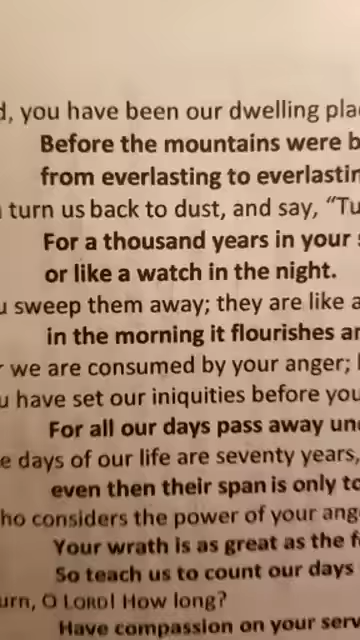 d, you have been our dwelling pla
Before the mountains were b
from everlasting to everlastin
turn us back to dust, and say, “Tu
For a thousand years in your
or like a watch in the night.
u sweep them away; they are like a
in the morning it flourishes an
we are consumed by your anger;
u have set our iniquities before you
For all our days pass away un
e days of our life are seventy years,
even then their span is only to
ho considers the power of your ang
Your wrath is as great as the f
So teach us to count our days
urn, O LORD! How long?
Have compassion on your serv